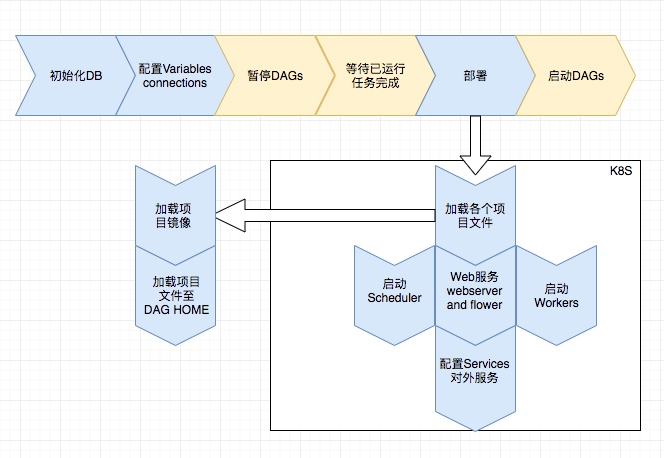 初始化DB
配置Variables
connections
暂停DAGs
等待已运行
任务完成
部署
启动DAGs
K8S
加载项
目镜像
加载各个项
目文件
加载项目
文件至
DAG HOME
启动
Scheduler
Web服务
webserver
and flower
启动
Workers
配置Services
对外服务